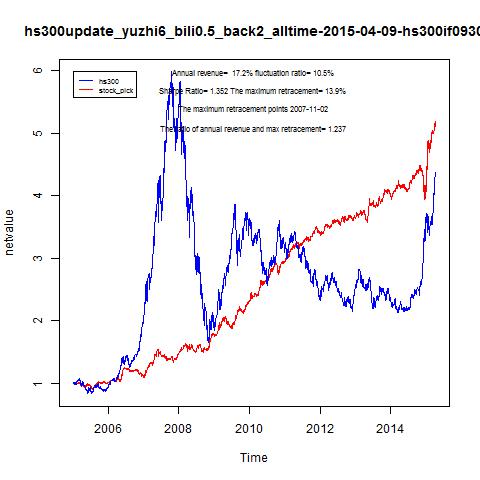 hs300update_yuzhi6_bili0.5_back2_alltime-2015-04-09-hs300if0930
hs300
stock_pick
Annual revenue= 17.2% fluctuation ratio= 10.5%
Sharpe Ratio= 1.352 The maximum retracement= 13.9%
The maximum retracement points 2007-11-02
The ratio of annual revenue and max retracement= 1.237
netvalue
6
5
4
3
2
1
2006 2008 2010 2012 2014
Time